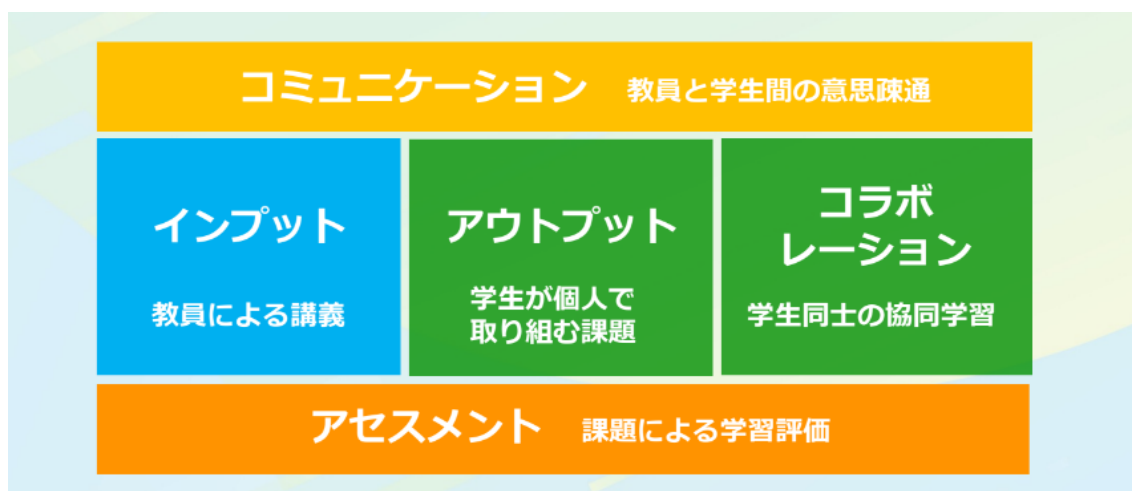 コミュニケーション 教員と学生間の意思疎通
インプット
教員による講義
アウトプット
学生が個人で
取り組む課題
コラボ
レーション
学生同士の協同学習
アセスメント 課題による学習評価